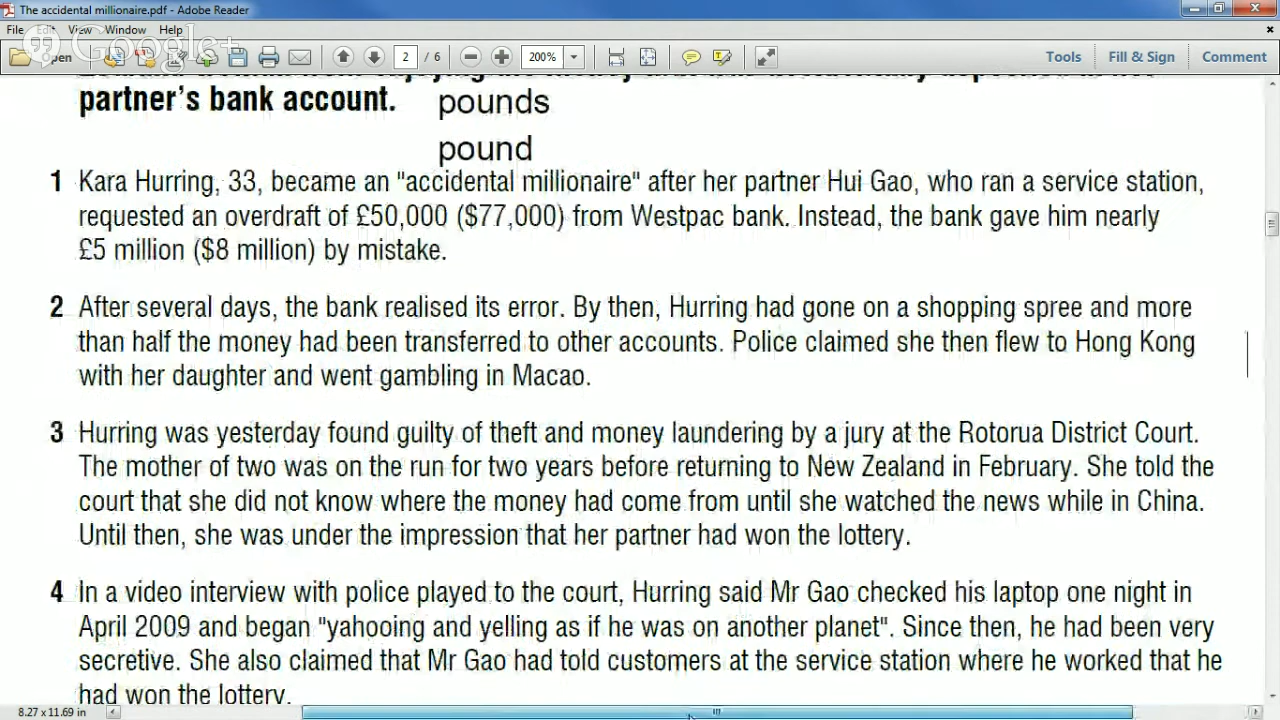 The accidental millionaire.pdf - Adobe Reader
File Edit View Window Help
Google+
Open 2 / 6 200% Tools Fill & Sign Comment
partner's bank account.
pounds
pound
1 Kara Hurring, 33, became an "accidental millionaire" after her partner Hui Gao, who ran a service station,
requested an overdraft of £50,000 ($77,000) from Westpac bank. Instead, the bank gave him nearly
£5 million ($8 million) by mistake.
2 After several days, the bank realised its error. By then, Hurring had gone on a shopping spree and more
than half the money had been transferred to other accounts. Police claimed she then flew to Hong Kong
with her daughter and went gambling in Macao.
3 Hurring was yesterday found guilty of theft and money laundering by a jury at the Rotorua District Court.
The mother of two was on the run for two years before returning to New Zealand in February. She told the
court that she did not know where the money had come from until she watched the news while in China.
Until then, she was under the impression that her partner had won the lottery.
4 In a video interview with police played to the court, Hurring said Mr Gao checked his laptop one night in
April 2009 and began "yahooing and yelling as if he was on another planet". Since then, he had been very
secretive. She also claimed that Mr Gao had told customers at the service station where he worked that he
had won the lottery.
8.27 x 11.69 in